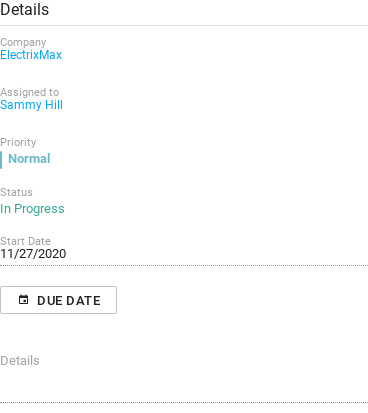 Details
Company
ElectrixMax
Assigned to
Sammy Hill
Priority
Normal
Status
In Progress
Start Date
11/27/2020
DUE DATE
Details